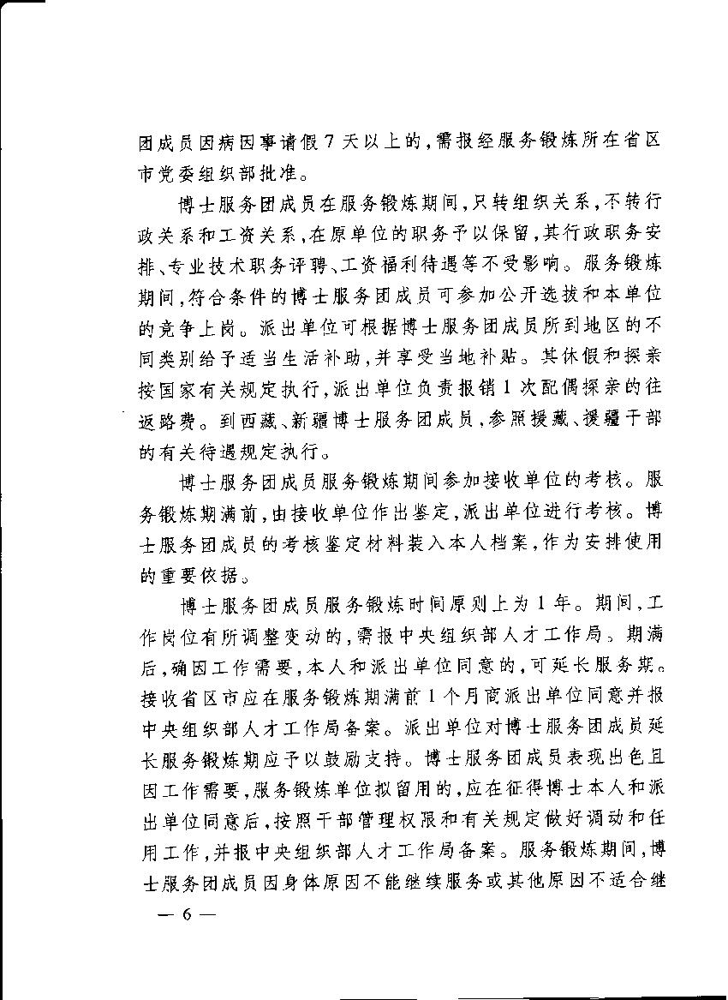 团成员因病因事请假7天以上的,需报经服务锻炼所在省区
市党委组织部批准。
博士服务团成员在服务锻炼期间,只转组织关系,不转行
政关系和工资关系,在原单位的职务予以保留,其行政职务安
排、专业技术职务评聘、工资福利待遇等不受影响。服务锻炼
期间,符合条件的博士服务团成员可参加公开选拔和本单位
的竞争上岗。派出单位可根据博士服务团成员所到地区的不
同类别给予适当生活补助,并享受当地补贴。其休假和探亲
按国家有关规定执行,派出单位负责报销1次配偶探亲的往
返路费。到西藏、新疆博士服务团成员,参照援藏、援疆干部
的有关待遇规定执行。
博士服务团成员服务锻炼期间参加接收单位的考核。服
务锻炼期满前,由接收单位作出鉴定,派出单位进行考核。博
士服务团成员的考核鉴定材料装入本人档案,作为安排使用
的重要依据。
博士服务团成员服务锻炼时间原则上为1年。期间,工
作岗位有所调整变动的,需报中央组织部人才工作局。期满
后,确因工作需要,本人和派出单位同意的,可延长服务期。
接收省区市应在服务锻炼期满前1个月商派出单位同意并报
中央组织部人才工作局备案。派出单位对博士服务团成员延
长服务锻炼期应予以鼓励支持。博士服务团成员表现出色且
因工作需要,服务锻炼单位拟留用的,应在征得博士本人和派
出单位同意后,按照干部管理权限和有关规定做好调动和任
用工作,并报中央组织部人才工作局备案。服务锻炼期间,博
士服务团成员因身体原因不能继续服务或其他原因不适合继
— 6 —